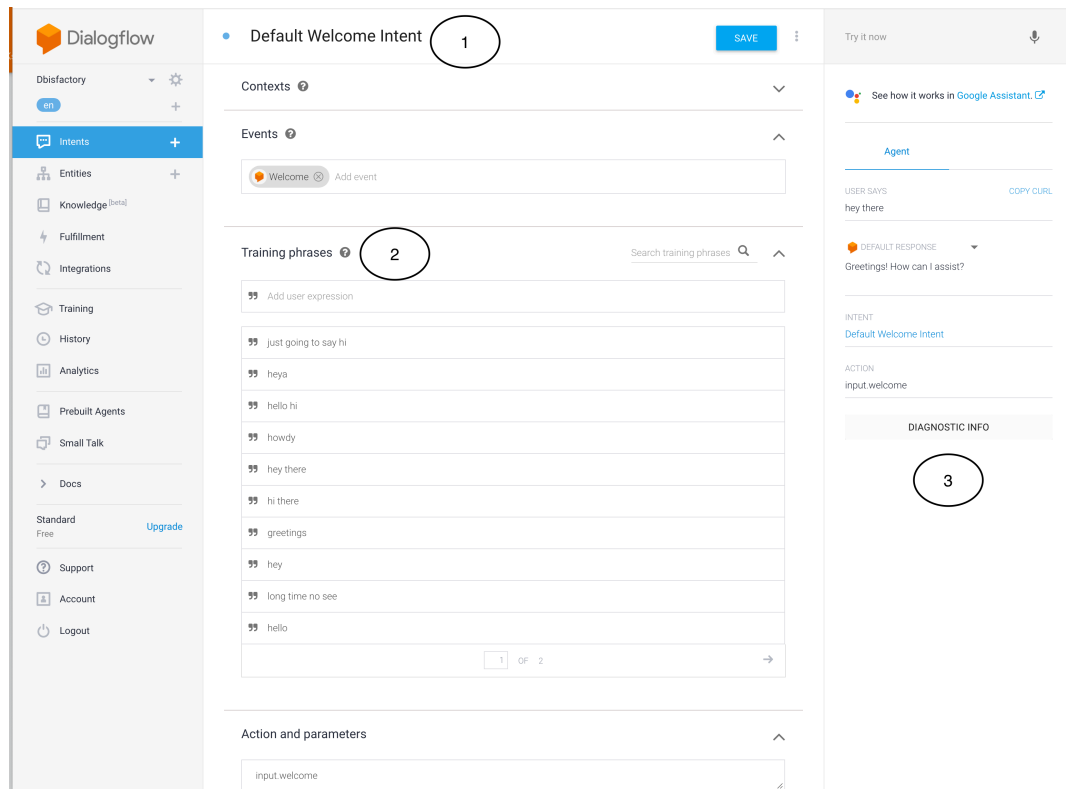 Dialogflow
Dbisfactory
en
Intents
Entities
Knowledge [beta]
Fulfillment
Integrations
Training
History
Analytics
Prebuilt Agents
Small Talk
Docs
Standard
Free
Upgrade
Support
Account
Logout
Default Welcome Intent
1
SAVE
Contexts
Events
Welcome
Add event
Training phrases
2
Search training phrases
Add user expression
just going to say hi
heya
hello hi
howdy
hey there
hi there
greetings
hey
long time no see
hello
1 OF 2
Action and parameters
input.welcome
Try it now
See how it works in Google Assistant.
Agent
USER SAYS
COPY CURL
hey there
DEFAULT RESPONSE
Greetings! How can I assist?
INTENT
Default Welcome Intent
ACTION
input.welcome
DIAGNOSTIC INFO
3